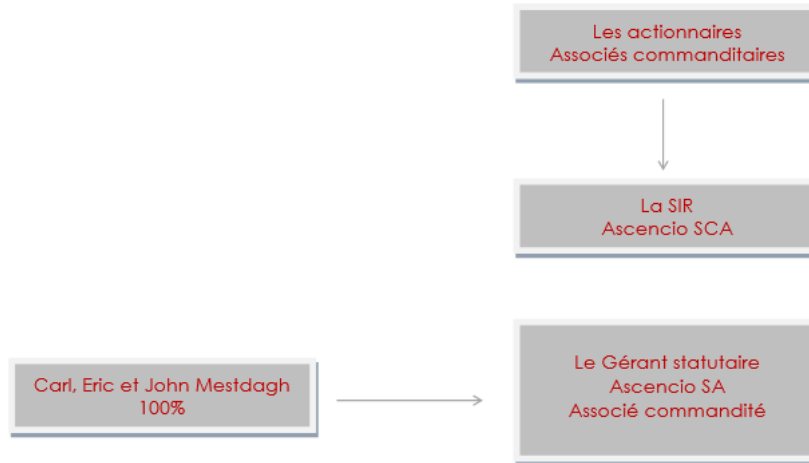 Les actionnaires
Associés commanditaires
La SIR
Ascencio SCA
Carl, Eric et John Mestdagh
100%
Le Gérant statutaire
Ascencio SA
Associé commandité